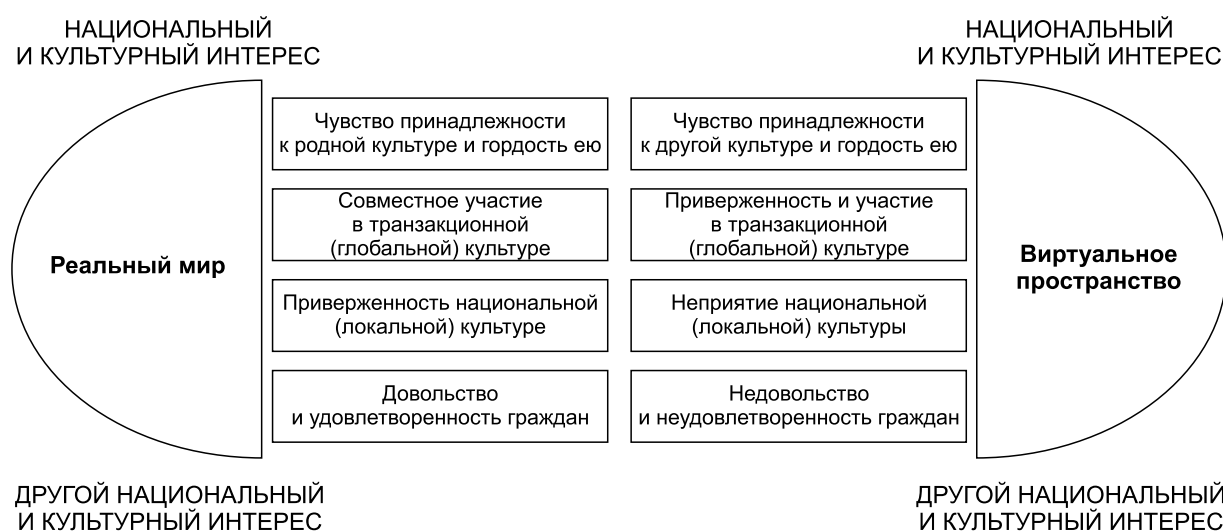 НАЦИОНАЛЬНЫЙ
И КУЛЬТУРНЫЙ ИНТЕРЕС
НАЦИОНАЛЬНЫЙ
И КУЛЬТУРНЫЙ ИНТЕРЕС
Реальный мир
Чувство принадлежности
к родной культуре и гордость ею
Чувство принадлежности
к другой культуре и гордость ею
Совместное участие
в транзакционной
(глобальной) культуре
Приверженность и участие
в транзакционной
(глобальной) культуре
Приверженность национальной
(локальной) культуре
Неприятие национальной
(локальной) культуры
Довольство
и удовлетворенность граждан
Недовольство
и неудовлетворенность граждан
Виртуальное
пространство
ДРУГОЙ НАЦИОНАЛЬНЫЙ
И КУЛЬТУРНЫЙ ИНТЕРЕС
ДРУГОЙ НАЦИОНАЛЬНЫЙ
И КУЛЬТУРНЫЙ ИНТЕРЕС